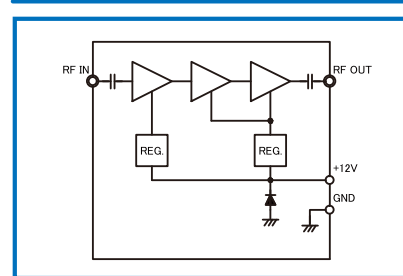 RF IN
RF OUT
REG.
REG.
+12V
GND